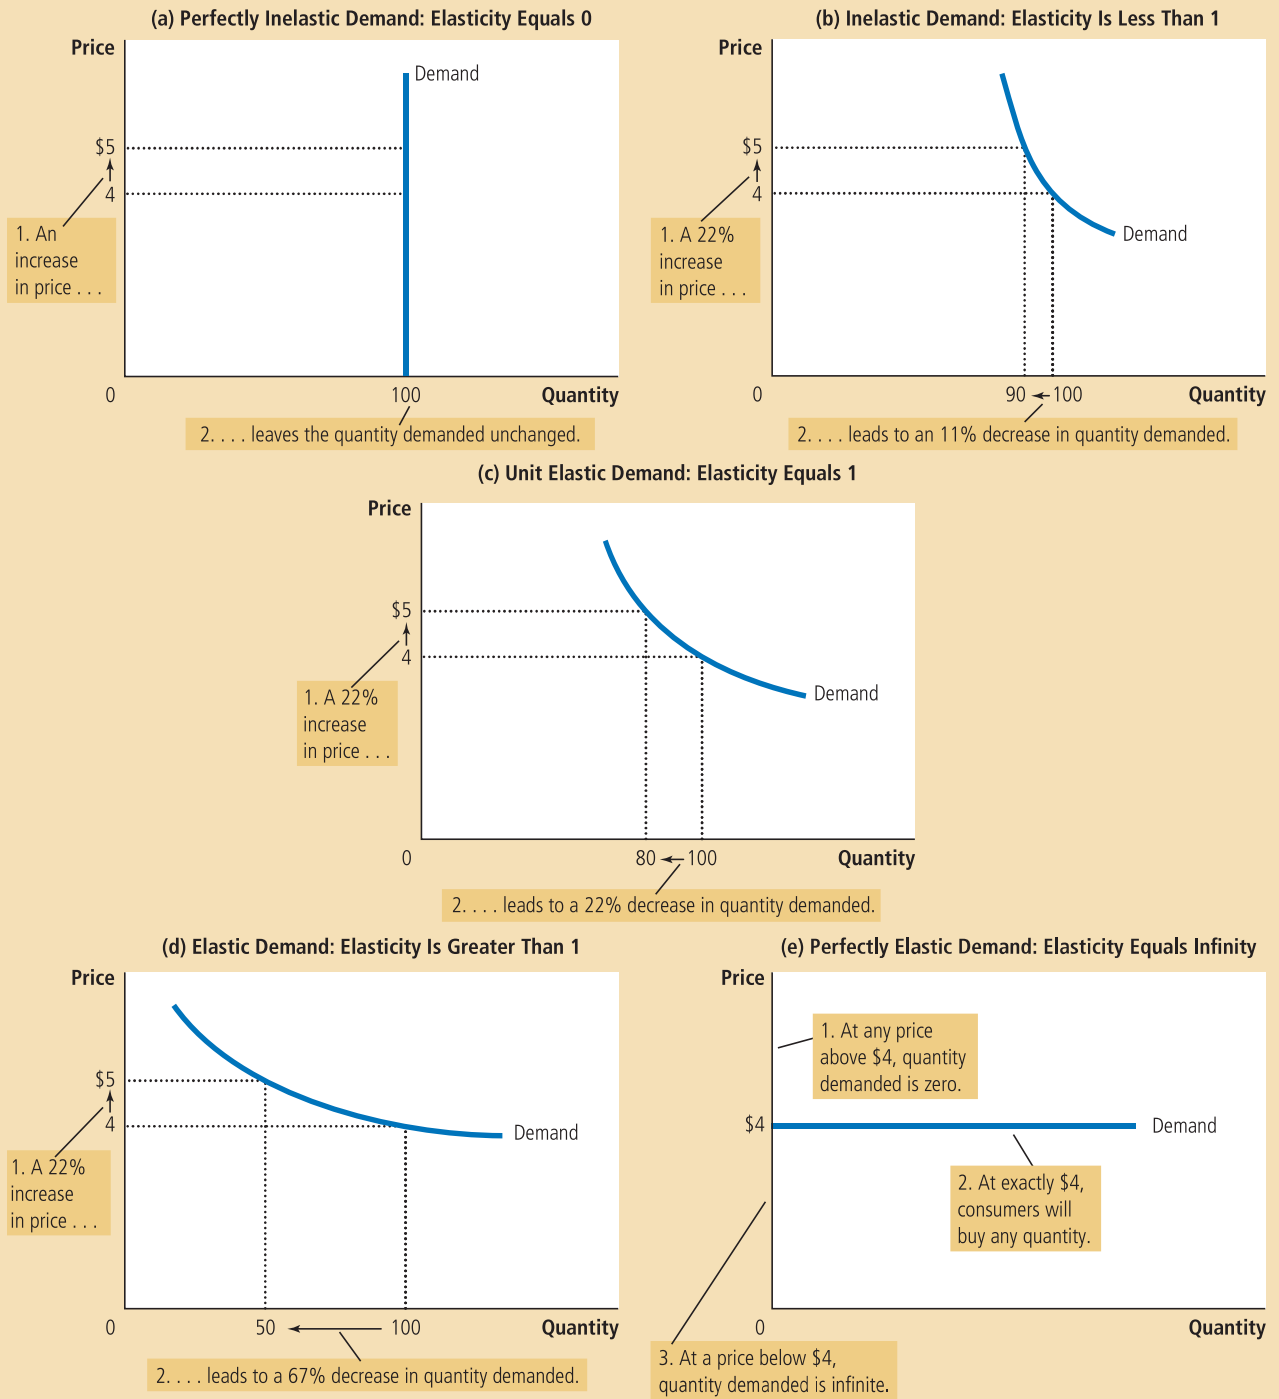 (a) Perfectly Inelastic Demand: Elasticity Equals 0
Price
Demand
$5
4
1. An
increase
in price . . .
0
100
Quantity
2. . . . leaves the quantity demanded unchanged.
(b) Inelastic Demand: Elasticity Is Less Than 1
Price
$5
4
1. A 22%
increase
in price . . .
Demand
0
90
100
Quantity
2. . . . leads to an 11% decrease in quantity demanded.
(c) Unit Elastic Demand: Elasticity Equals 1
Price
$5
4
1. A 22%
increase
in price . . .
Demand
0
80
100
Quantity
2. . . . leads to a 22% decrease in quantity demanded.
(d) Elastic Demand: Elasticity Is Greater Than 1
Price
$5
4
1. A 22%
increase
in price . . .
Demand
0
50
100
Quantity
2. . . . leads to a 67% decrease in quantity demanded.
(e) Perfectly Elastic Demand: Elasticity Equals Infinity
Price
1. At any price
above $4, quantity
demanded is zero.
$4
Demand
2. At exactly $4,
consumers will
buy any quantity.
0
Quantity
3. At a price below $4,
quantity demanded is infinite.